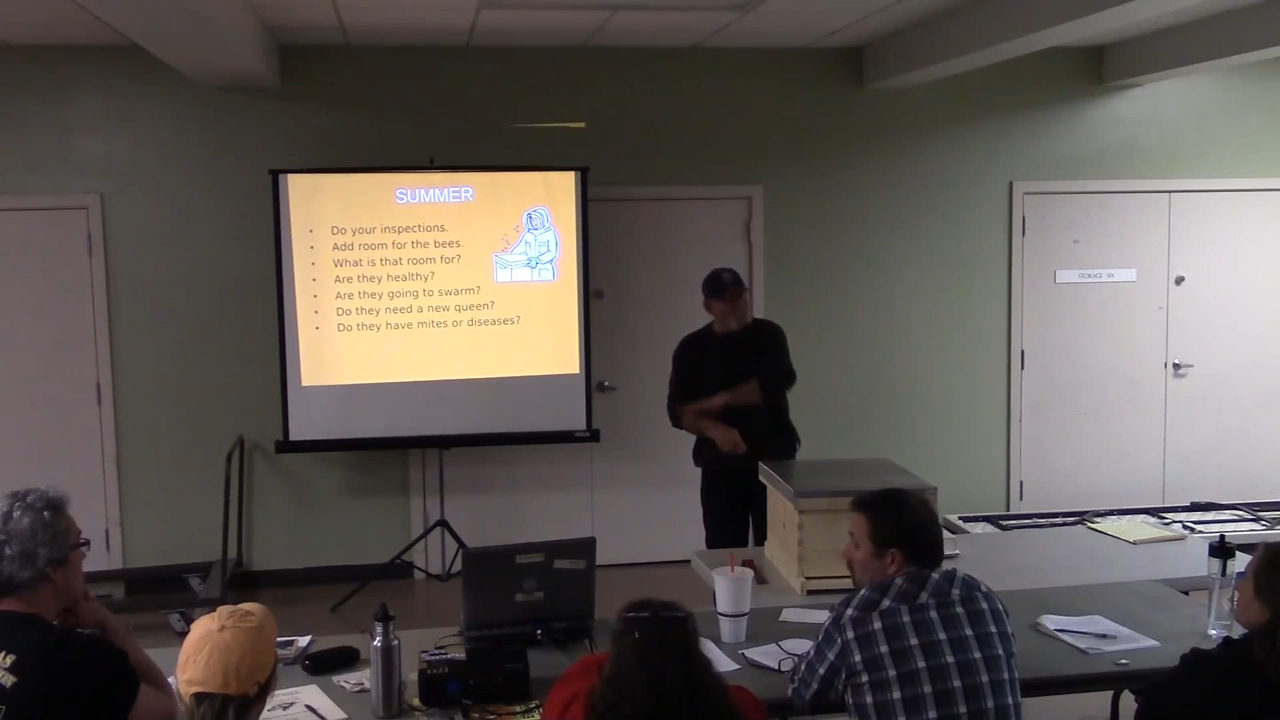 SUMMER
• Do your inspections.
• Add room for the bees.
• What is that room for?
• Are they healthy?
• Are they going to swarm?
• Do they need a new queen?
• Do they have mites or diseases?
STORAGE SIX